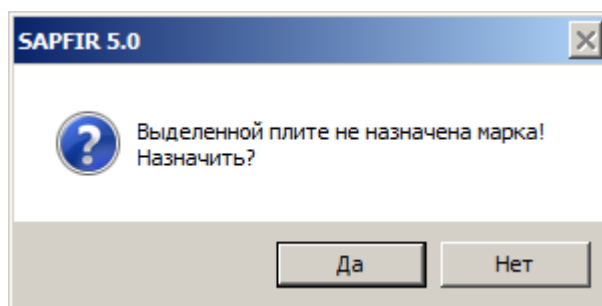 SAPFIR 5.0
Выделенной плите не назначена марка!
Назначить?
Да
Нет